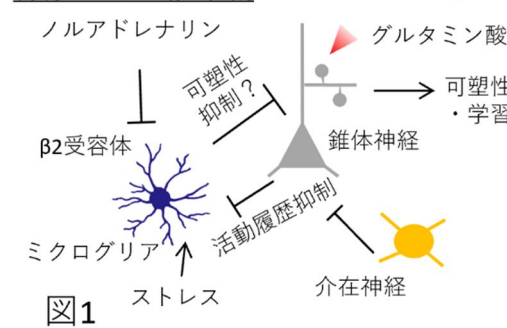 ノルアドレナリン
グルタミン酸
可塑性
抑制？
可塑性
・学習
β2受容体
錐体神経
活動履歴抑制
ミクログリア
ストレス
介在神経
図1